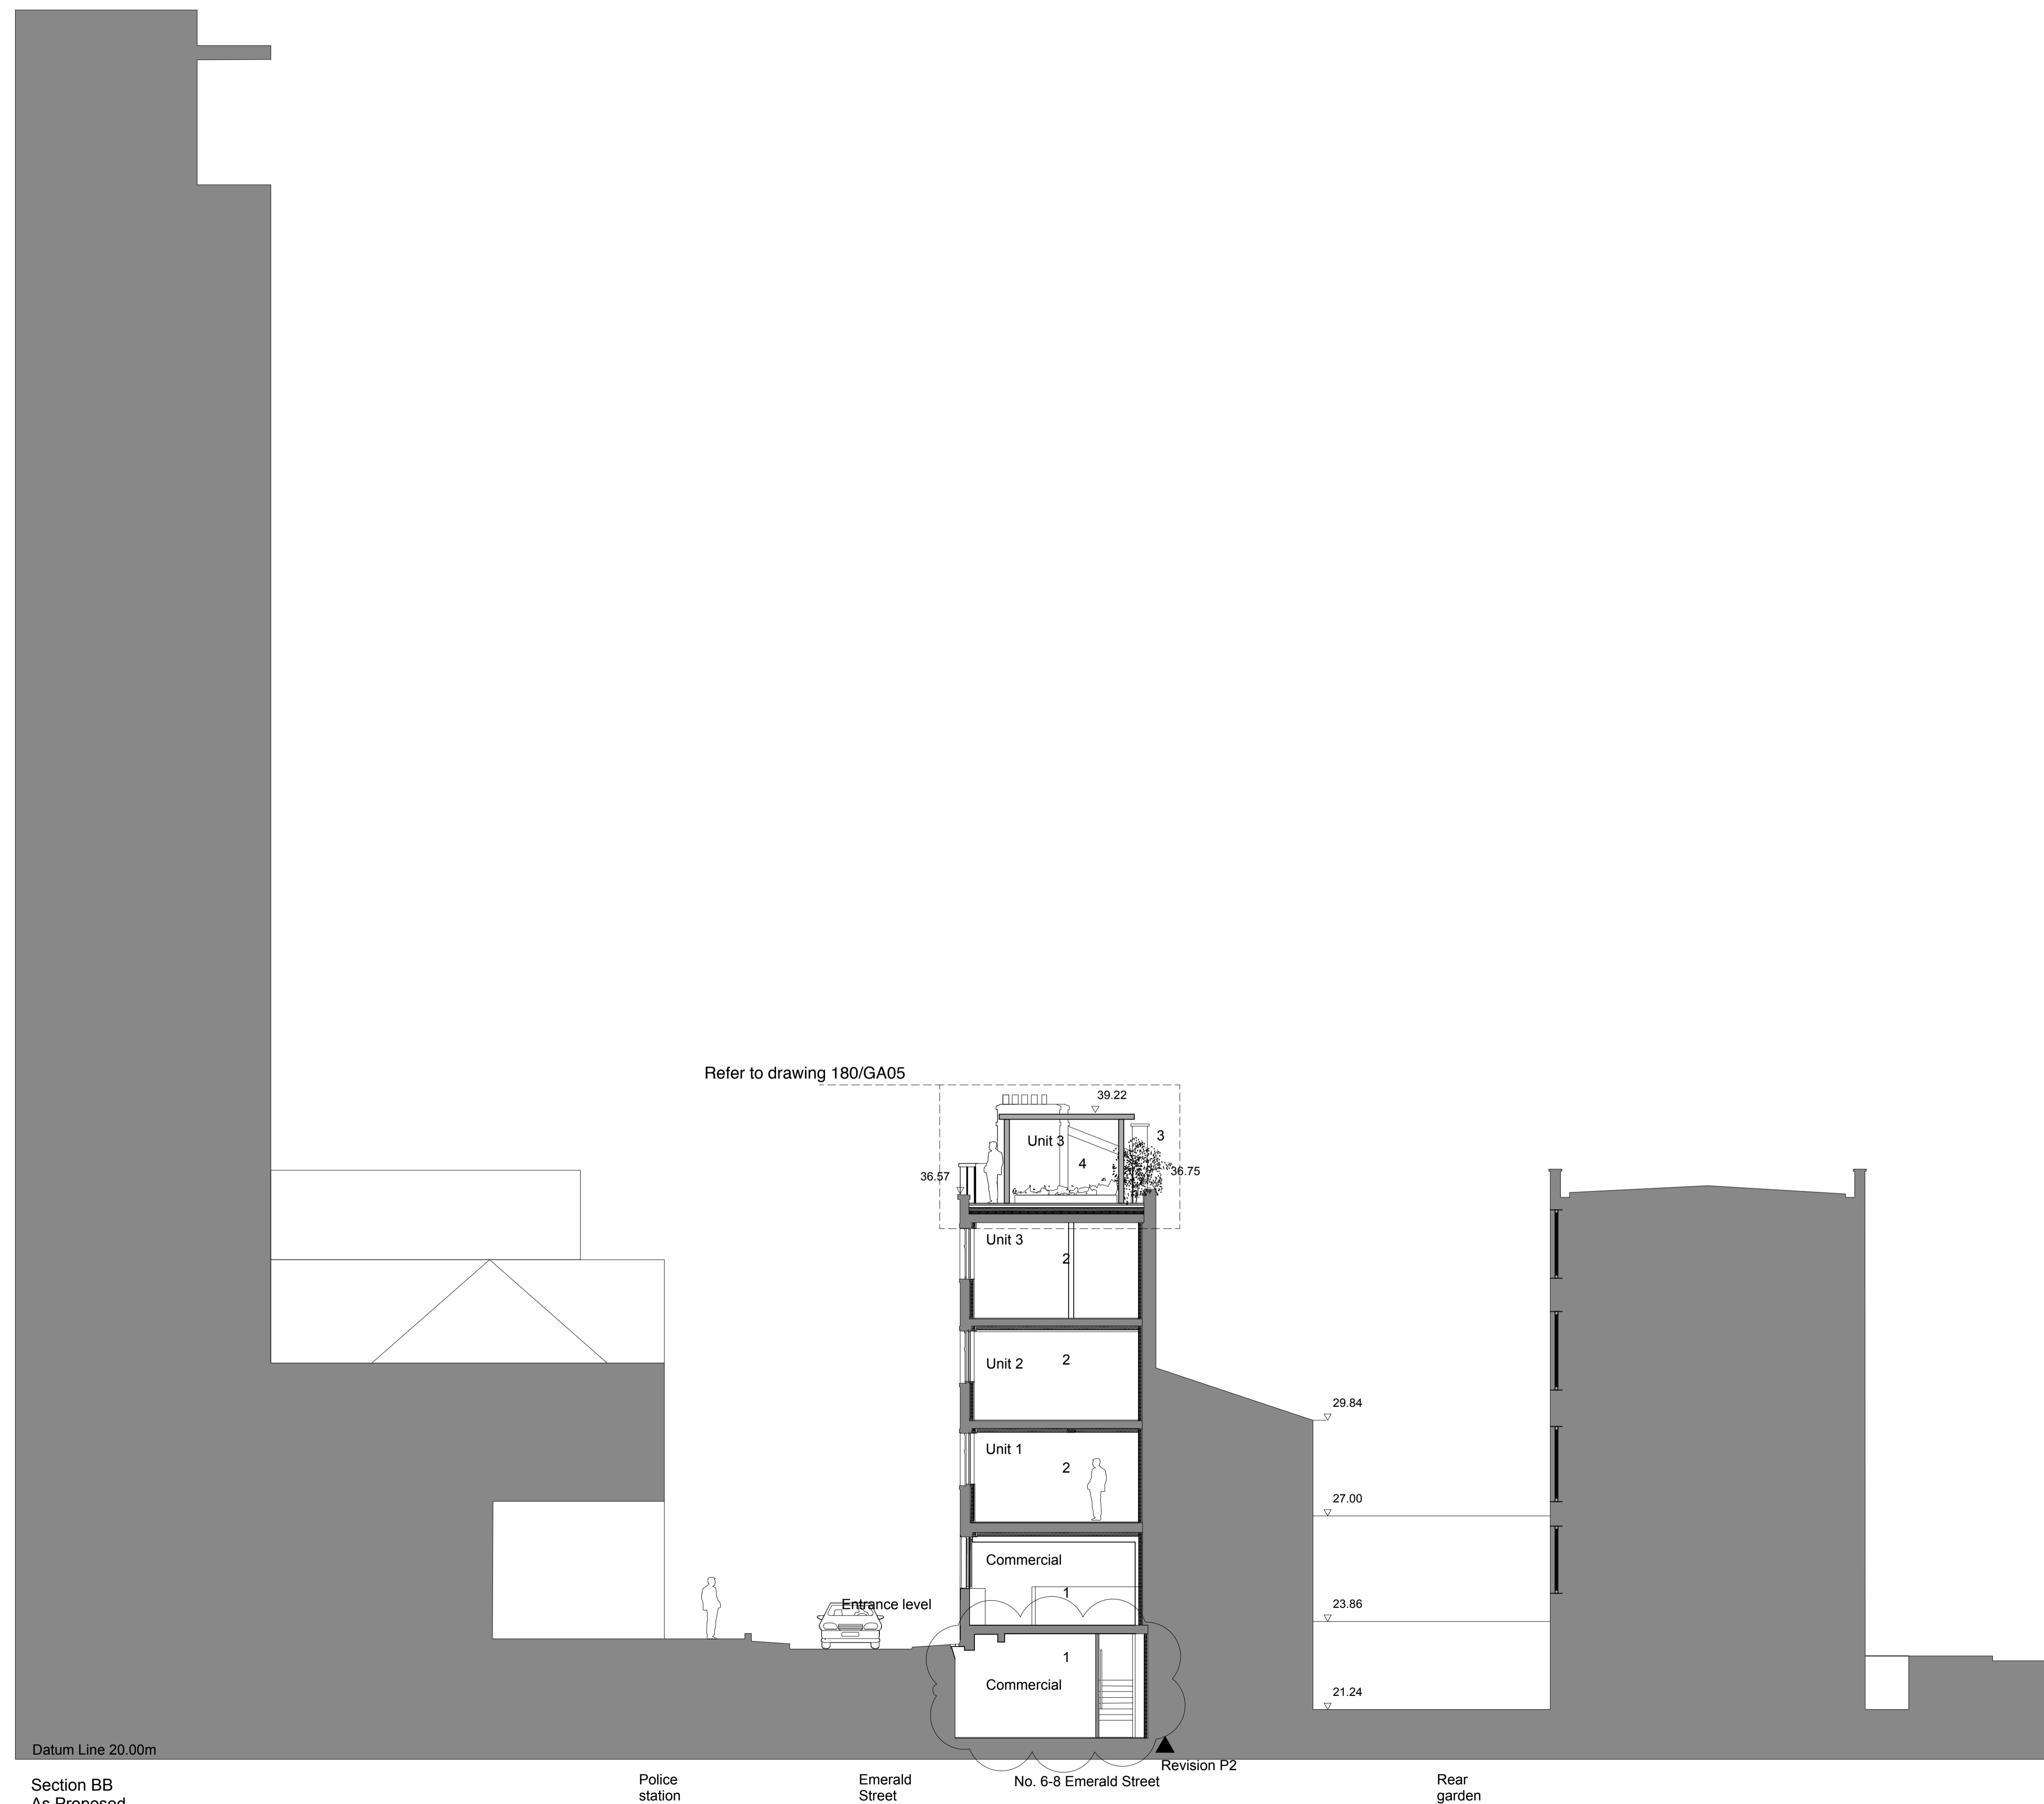 Refer to drawing 180/GA05
39.22
Unit 3
3
4
36.57
36.75
Unit 3
2
Unit 2
2
29.84
Unit 1
2
27.00
Commercial
1
Entrance level
23.86
1
Commercial
21.24
Datum Line 20.00m
Revision P2
Section BB
As Proposed
Police
station
Emerald
Street
No. 6-8 Emerald Street
Rear
garden